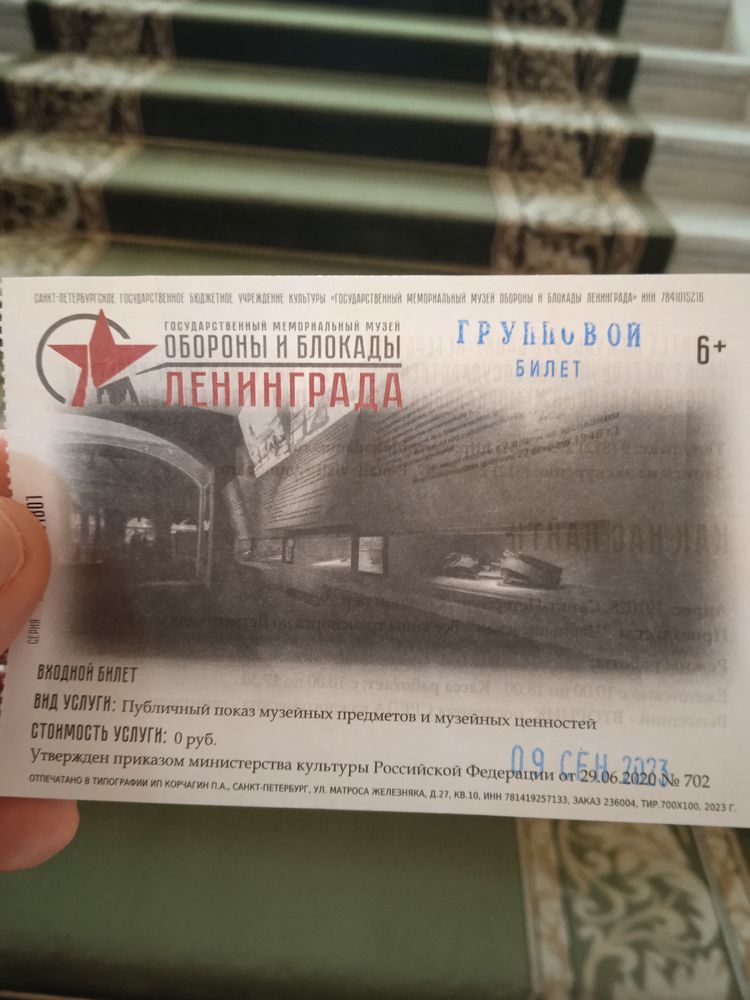 САНКТ-ПЕТЕРБУРГСКОЕ ГОСУДАРСТВЕННОЕ БЮДЖЕТНОЕ УЧРЕЖДЕНИЕ КУЛЬТУРЫ «ГОСУДАРСТВЕННЫЙ МЕМОРИАЛЬНЫЙ МУЗЕЙ ОБОРОНЫ И БЛОКАДЫ ЛЕНИНГРАДА» ИНН 7841015216
ГОСУДАРСТВЕННЫЙ МЕМОРИАЛЬНЫЙ МУЗЕЙ
ОБОРОНЫ И БЛОКАДЫ
ЛЕНИНГРАДА
ГРУППОВОЙ
БИЛЕТ
6+
СЕРИЯ
ВХОДНОЙ БИЛЕТ
ВИД УСЛУГИ: Публичный показ музейных предметов и музейных ценностей
СТОИМОСТЬ УСЛУГИ: 0 руб.
09 СЕН 2023
Утвержден приказом министерства культуры Российской Федерации от 29.06.2020 № 702
ОТПЕЧАТАНО В ТИПОГРАФИИ ИП КОРЧАГИН П.А., САНКТ-ПЕТЕРБУРГ, УЛ. МАТРОСА ЖЕЛЕЗНЯКА, Д.27, КВ.10, ИНН 781419257133, ЗАКАЗ 236004, ТИР.700Х100, 2023 Г.